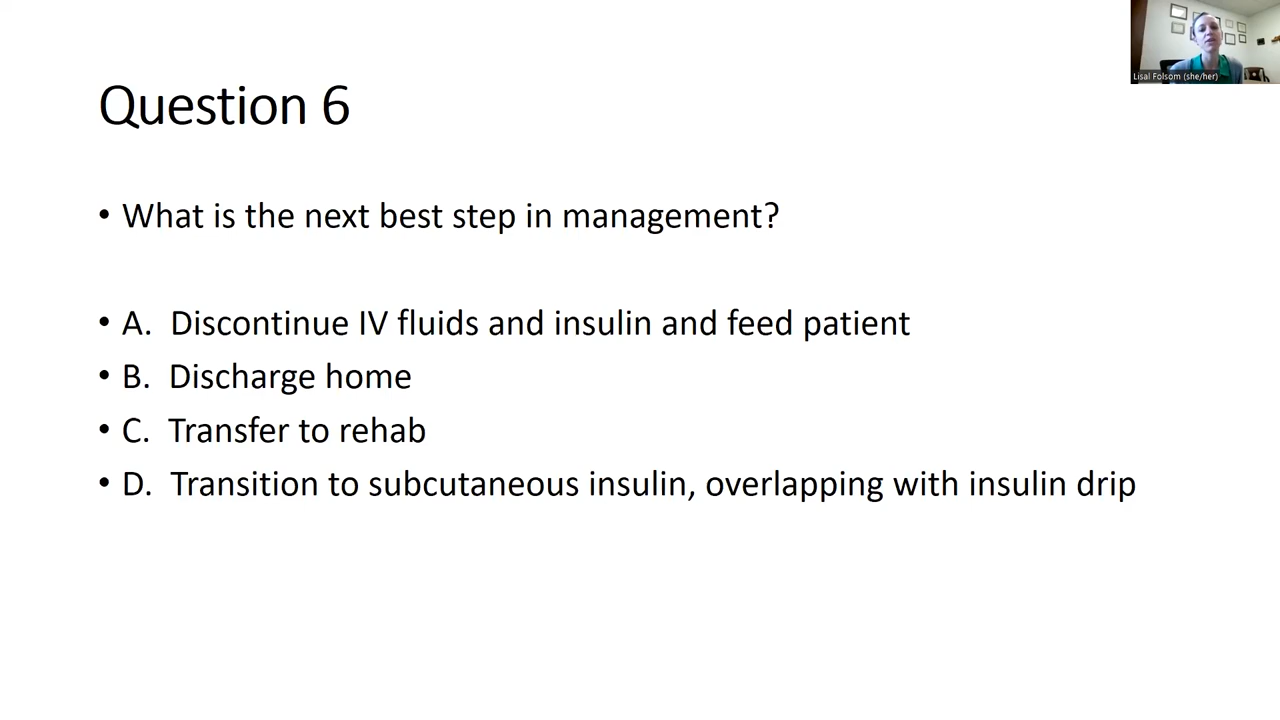 Lisal Folsom (she/her)
Question 6
• What is the next best step in management?
• A. Discontinue IV fluids and insulin and feed patient
• B. Discharge home
• C. Transfer to rehab
• D. Transition to subcutaneous insulin, overlapping with insulin drip